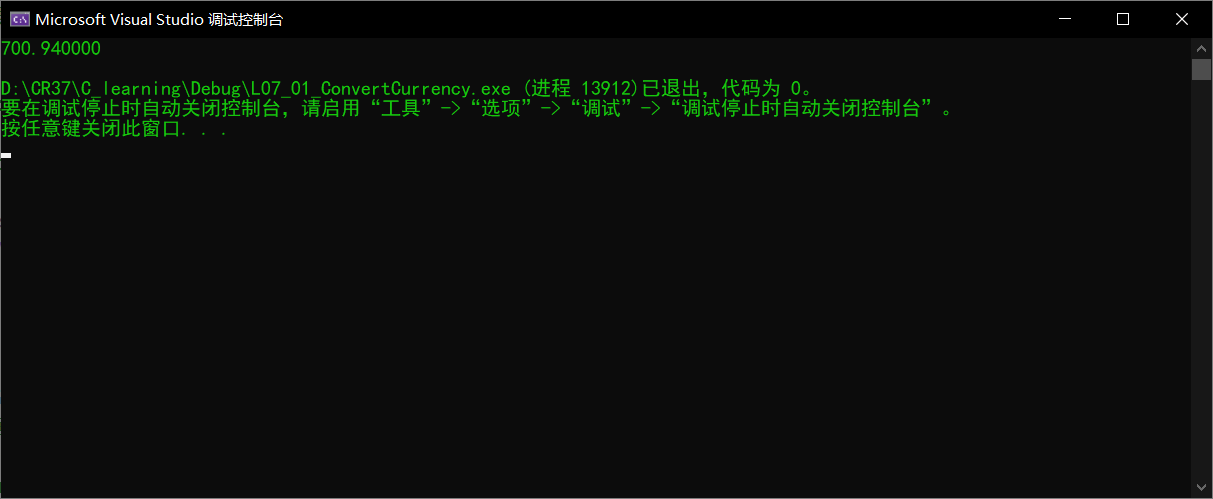 Microsoft Visual Studio 调试控制台
700.940000
D:\CR37\C_learning\Debug\L07_01_ConvertCurrency.exe (进程 13912)已退出，代码为 0。
要在调试停止时自动关闭控制台，请启用“工具”->“选项”->“调试”->“调试停止时自动关闭控制台”。
按任意键关闭此窗口. . .